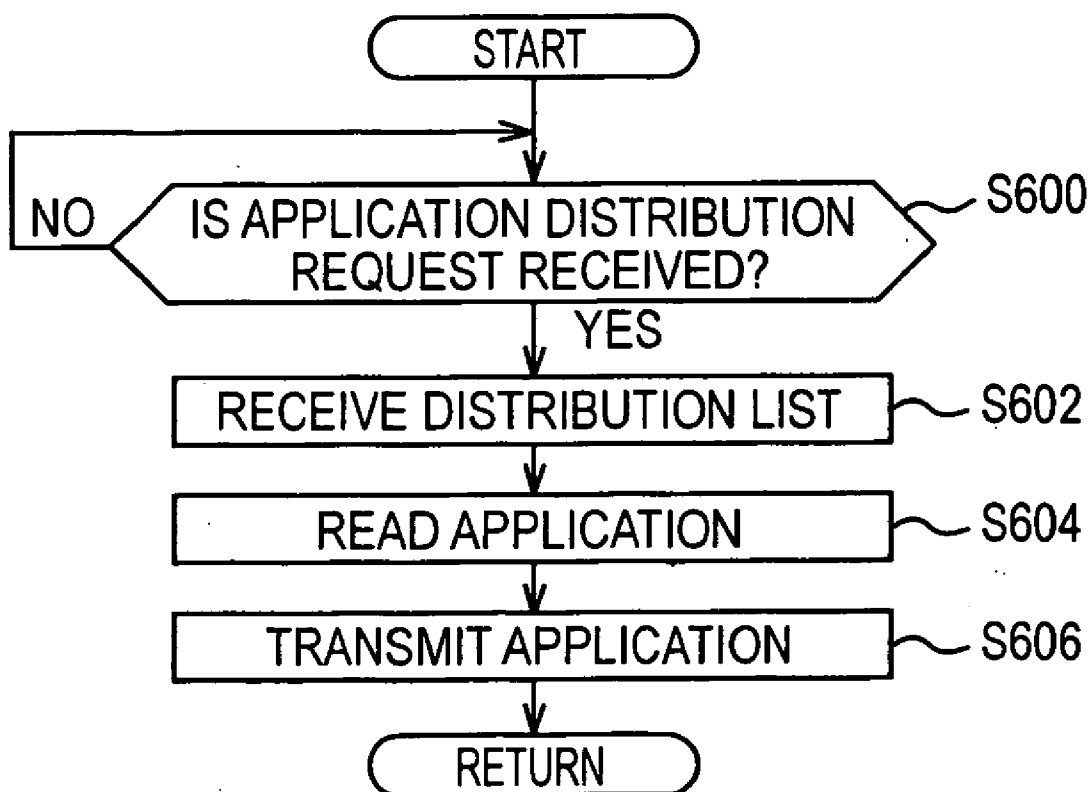 START
NO
IS APPLICATION DISTRIBUTION
REQUEST RECEIVED?
S600
YES
RECEIVE DISTRIBUTION LIST
S602
READ APPLICATION
S604
TRANSMIT APPLICATION
S606
RETURN